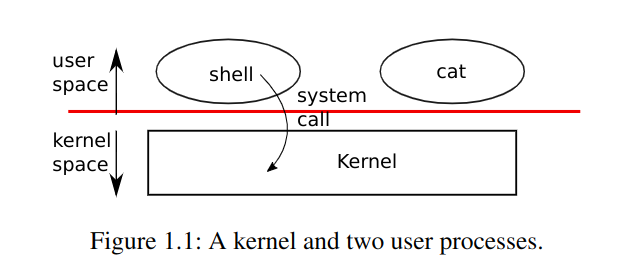 user
space
shell
cat
system
call
kernel
space
Kernel
Figure 1.1: A kernel and two user processes.